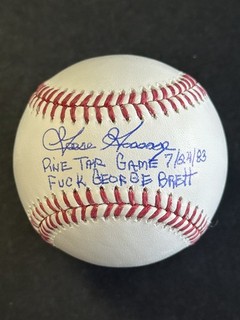 Goose Gossage
PINE TAR GAME 7/24/83
FUCK GEORGE BRETT